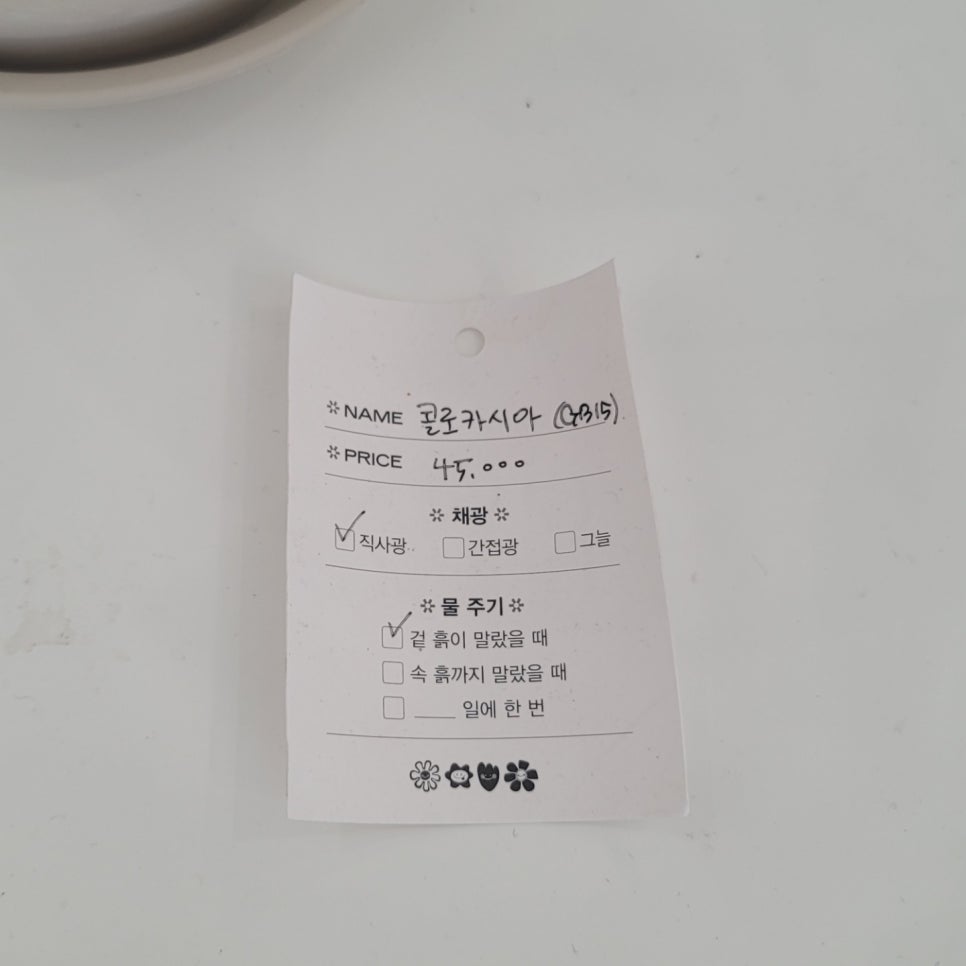 NAME 콜로카시아 (GB15)
PRICE 45.000
채광
직사광 간접광 그늘
물 주기
겉 흙이 말랐을 때
속 흙까지 말랐을 때
____ 일에 한 번